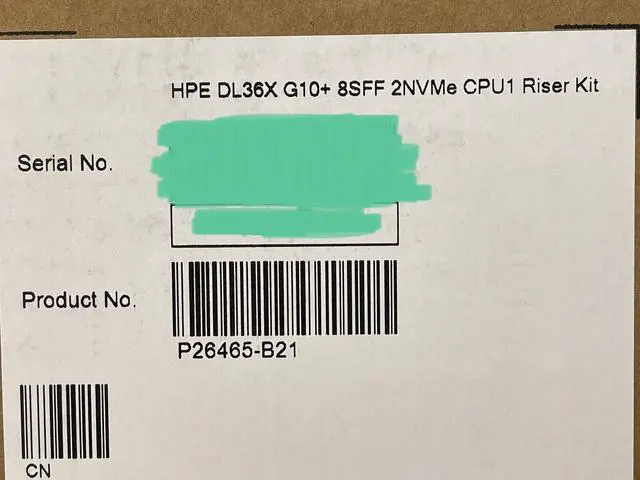 HPE DL36X G10+ 8SFF 2NVMe CPU1 Riser Kit
Serial No.
Product No.
P26465-B21
CN